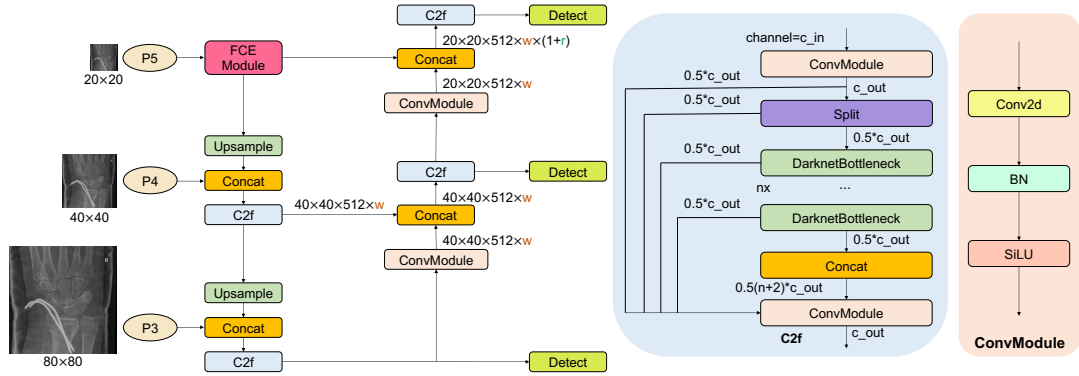 C2f
Detect
20×20×512×w×(1+r)
P5
FCE
Module
Concat
20×20
20×20×512×w
ConvModule
Upsample
C2f
Detect
P4
Concat
40×40×512×w
40×40×512×w
Concat
40×40
C2f
40×40×512×w
ConvModule
R
Upsample
P3
Concat
80×80
C2f
Detect
channel=c_in
ConvModule
0.5*c_out
c_out
0.5*c_out
Split
0.5*c_out
0.5*c_out
DarknetBottleneck
nx
...
0.5*c_out
DarknetBottleneck
0.5*c_out
Concat
0.5(n+2)*c_out
ConvModule
C2f
c_out
Conv2d
BN
SiLU
ConvModule